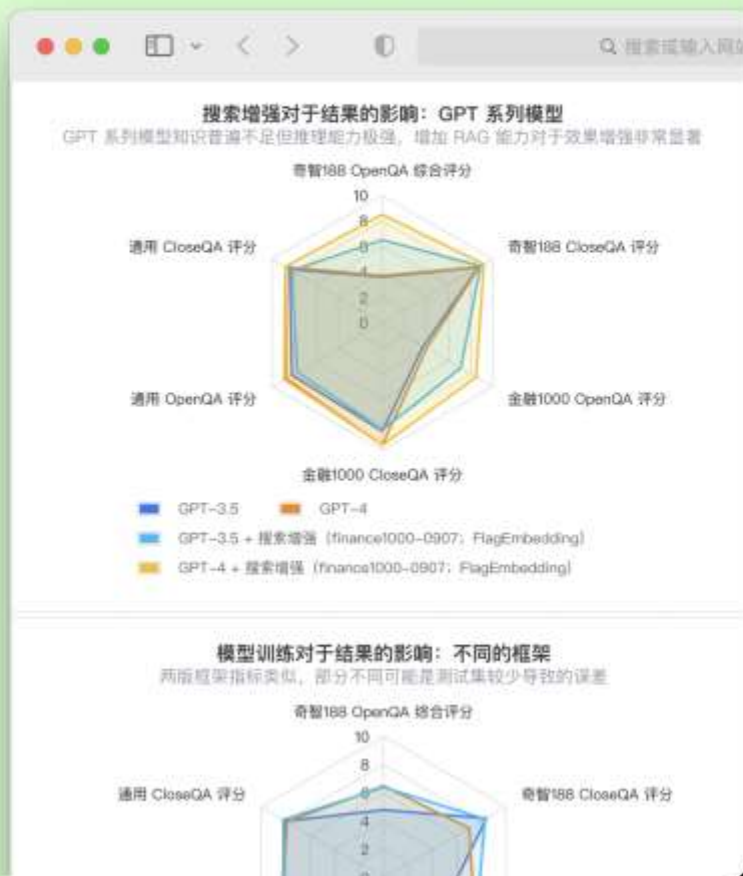 搜索或输入网站
搜索增强对于结果的影响：GPT 系列模型
GPT 系列模型知识普遍不足但推理能力极强，增加 RAG 能力对于效果增强非常显著
奇智188 OpenQA 综合评分
10
8
6
4
2
0
通用 CloseQA 评分
奇智188 CloseQA 评分
通用 OpenQA 评分
金融1000 OpenQA 评分
金融1000 CloseQA 评分
GPT-3.5
GPT-4
GPT-3.5 + 搜索增强（finance1000-0907；FlagEmbedding）
GPT-4 + 搜索增强（finance1000-0907；FlagEmbedding）
模型训练对于结果的影响：不同的框架
两版框架指标类似，部分不同可能是测试集较少导致的误差
奇智188 OpenQA 综合评分
10
8
6
4
2
0
通用 CloseQA 评分
奇智188 CloseQA 评分